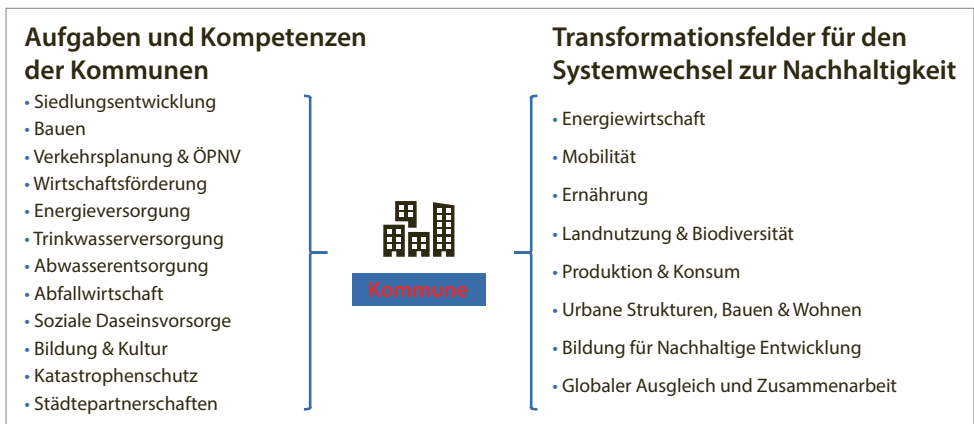 Aufgaben und Kompetenzen
der Kommunen
• Siedlungsentwicklung
• Bauen
• Verkehrsplanung & ÖPNV
• Wirtschaftsförderung
• Energieversorgung
• Trinkwasserversorgung
• Abwasserentsorgung
• Abfallwirtschaft
• Soziale Daseinsvorsorge
• Bildung & Kultur
• Katastrophenschutz
• Städtepartnerschaften
Kommune
Transformationsfelder für den
Systemwechsel zur Nachhaltigkeit
• Energiewirtschaft
• Mobilität
• Ernährung
• Landnutzung & Biodiversität
• Produktion & Konsum
• Urbane Strukturen, Bauen & Wohnen
• Bildung für Nachhaltige Entwicklung
• Globaler Ausgleich und Zusammenarbeit